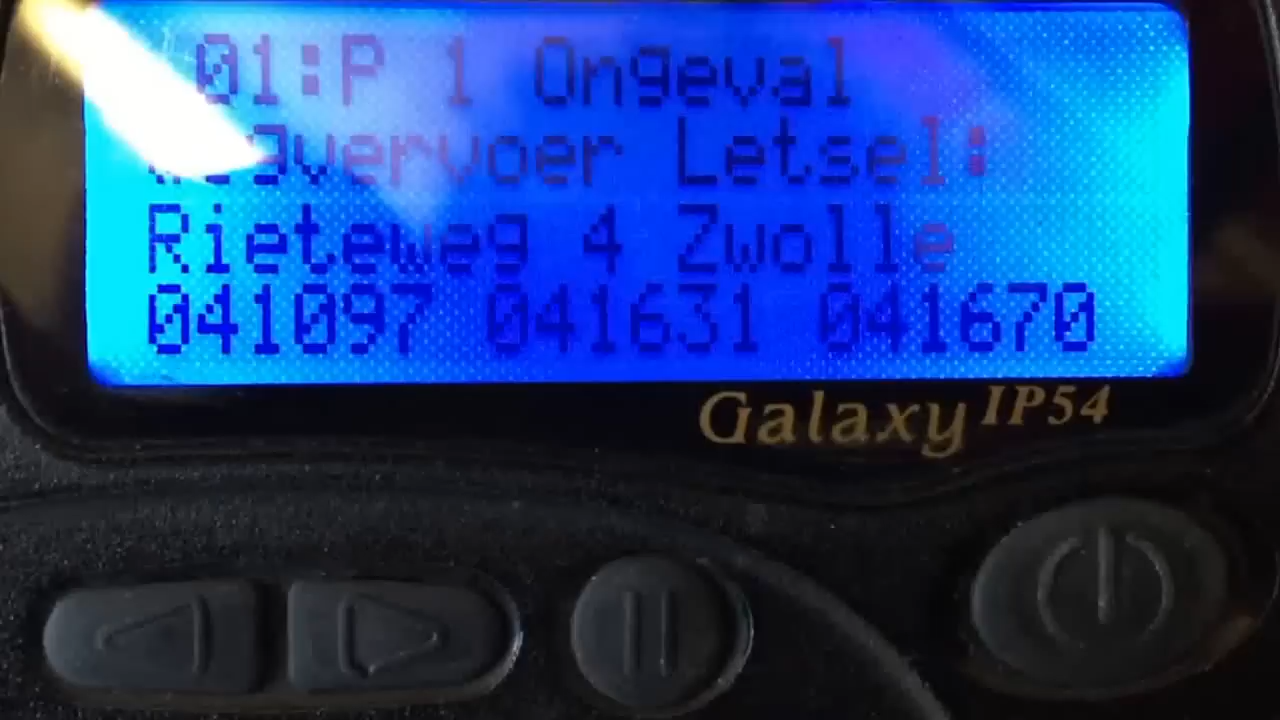 01:P 1 Ongeval
Wegvervoer Letsel:
Rieteweg 4 Zwolle
041097 041631 041670
Galaxy IP54